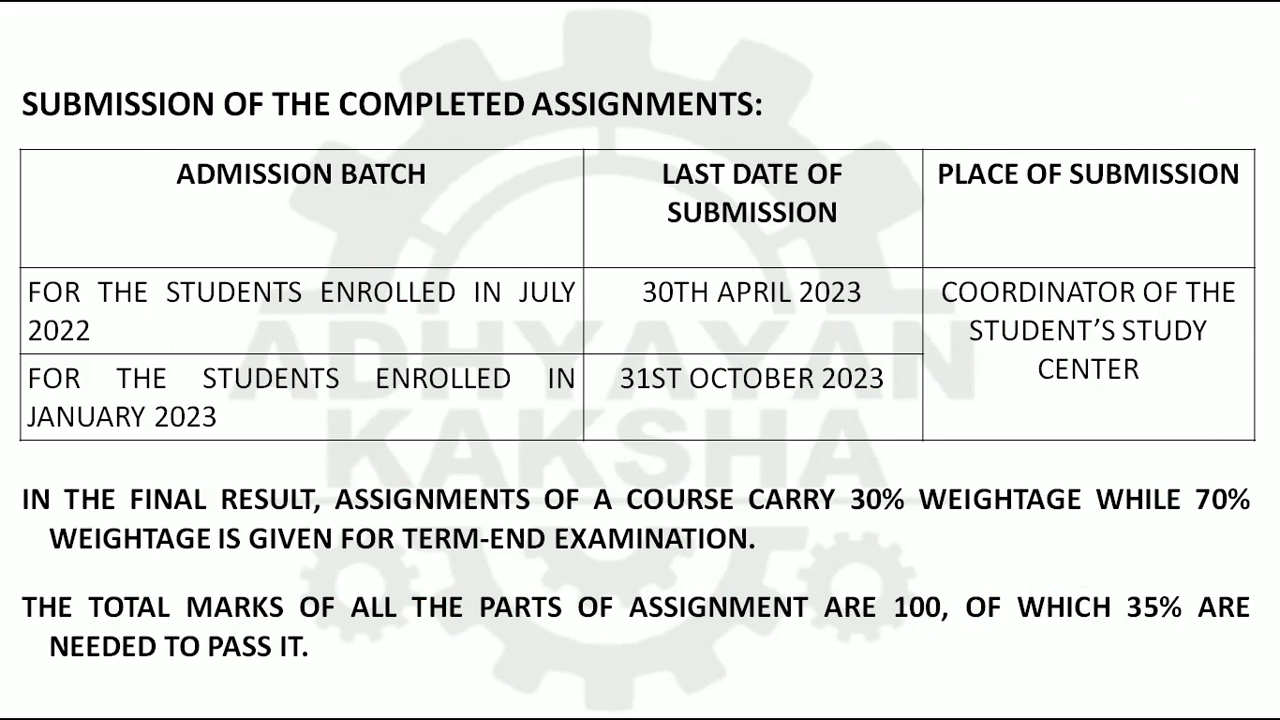 SUBMISSION OF THE COMPLETED ASSIGNMENTS:
ADMISSION BATCH
LAST DATE OF
SUBMISSION
PLACE OF SUBMISSION
FOR THE STUDENTS ENROLLED IN JULY
2022
30TH APRIL 2023
COORDINATOR OF THE
STUDENT’S STUDY
CENTER
FOR THE STUDENTS ENROLLED IN
JANUARY 2023
31ST OCTOBER 2023
IN THE FINAL RESULT, ASSIGNMENTS OF A COURSE CARRY 30% WEIGHTAGE WHILE 70%
WEIGHTAGE IS GIVEN FOR TERM-END EXAMINATION.
THE TOTAL MARKS OF ALL THE PARTS OF ASSIGNMENT ARE 100, OF WHICH 35% ARE
NEEDED TO PASS IT.
ADHYAYAN
KAKSHA